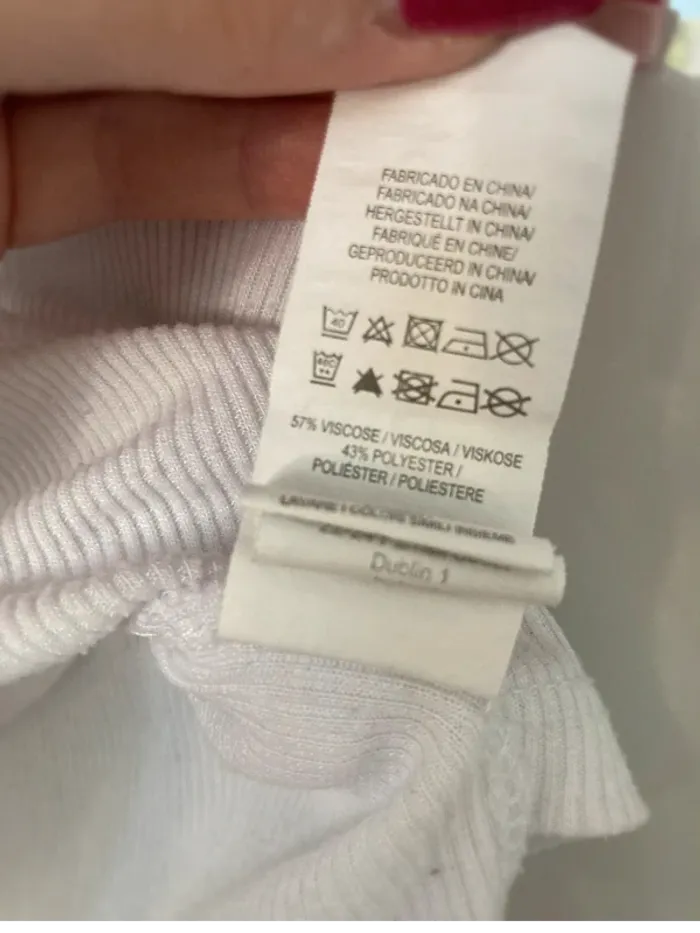 FABRICADO EN CHINA/
FABRICADO NA CHINA/
HERGESTELLT IN CHINA/
FABRIQUÉ EN CHINE/
GEPRODUCEERD IN CHINA/
PRODOTTO IN CINA
40
57% VISCOSE / VISCOSA / VISKOSE
43% POLYESTER /
POLIÉSTER / POLIESTERE
Dublin 1